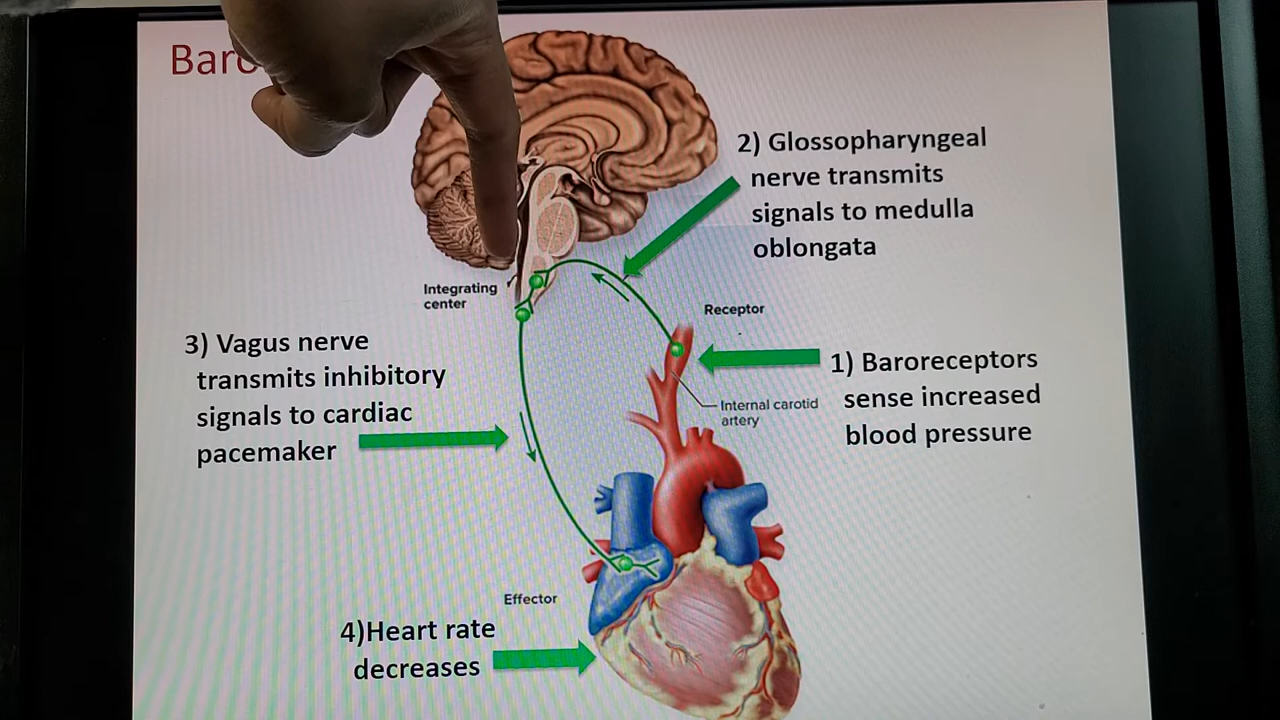 2) Glossopharyngeal
nerve transmits
signals to medulla
oblongata
Integrating
center
Receptor
3) Vagus nerve
transmits inhibitory
signals to cardiac
pacemaker
1) Baroreceptors
sense increased
blood pressure
Internal carotid
artery
Effector
4)Heart rate
decreases